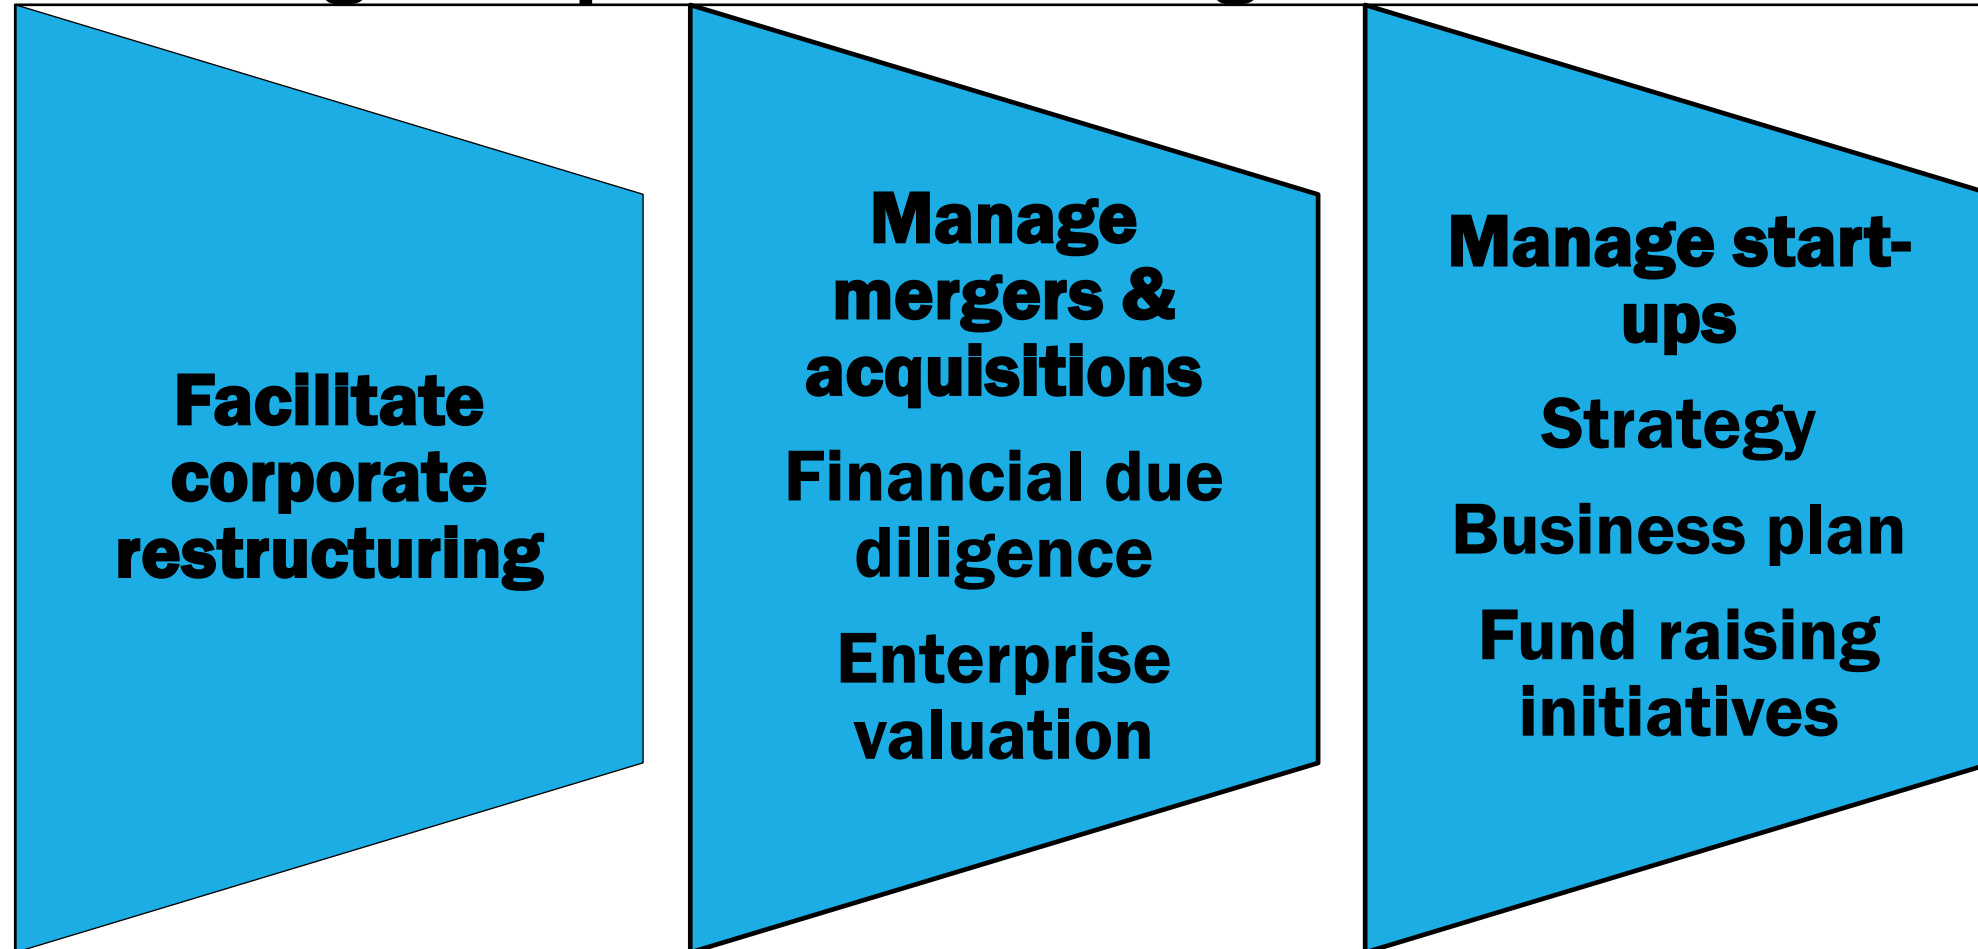 Facilitate
corporate
restructuring
Manage
mergers &
acquisitions
Financial due
diligence
Enterprise
valuation
Manage start-
ups
Strategy
Business plan
Fund raising
initiatives